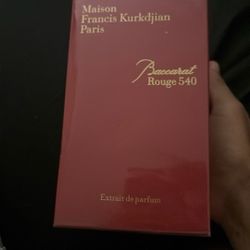 Maison
Francis Kurkdjian
Paris
Baccarat
Rouge 540
Extrait de parfum